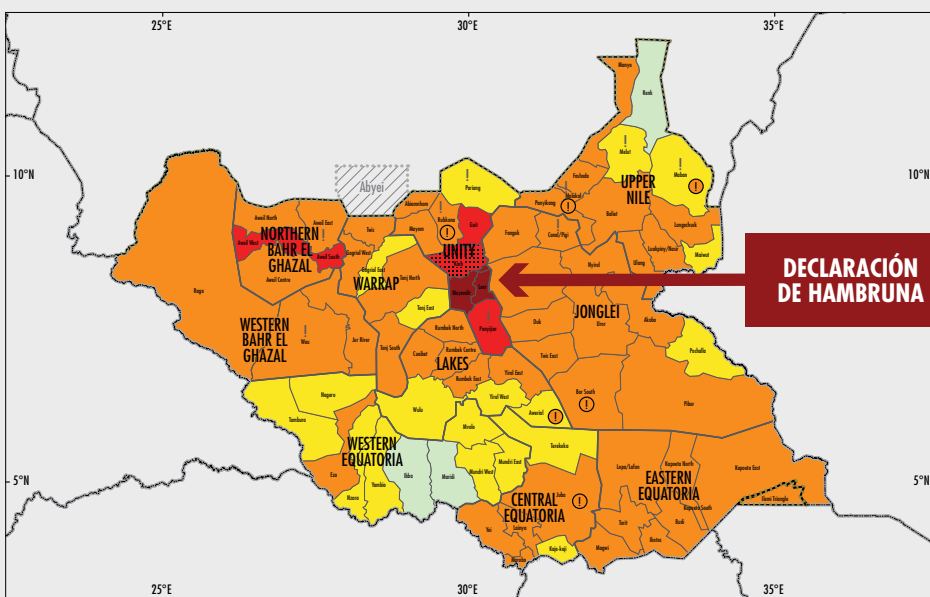 25°E
30°E
35°E
10°N
5°N
Manyo
Renk
Melut
Maban
Fashoda
UPPER
NILE
Malakal
Panyikang
Baliet
Longochuk
Luakpiny/Nasir
Maiwut
Ulang
Abyei
Pariang
Abiemnhom
Rubkona
Mayom
Guit
UNITY
Koch
Mayendit
Leer
Panyijiar
Fangak
Canal/Pigi
Nyirol
Aweil North
Aweil East
Aweil West
NORTHERN
BAHR EL
GHAZAL
Aweil South
Aweil Centre
Twic
Gogrial West
Gogrial East
WARRAP
Tonj North
Tonj East
Tonj South
Raga
WESTERN
BAHR EL
GHAZAL
Wau
Jur River
DECLARACIÓN
DE HAMBRUNA
JONGLEI
Uror
Duk
Akobo
Twic East
Pochalla
Pibor
Bor South
Rumbek North
Cueibet
Rumbek Centre
LAKES
Rumbek East
Yirol East
Yirol West
Awerial
Wulu
Nagero
Tambura
WESTERN
EQUATORIA
Ezo
Nzara
Yambio
Ibba
Maridi
Mvolo
Mundri West
Mundri East
Terekeka
CENTRAL
EQUATORIA
Juba
Yei
Lainya
Morobo
Kajo-keji
Lopa/Lafon
Kapoeta North
Kapoeta East
EASTERN
EQUATORIA
Kapoeta South
Torit
Budi
Ikotos
Magwi
Ilemi Triangle
25°E
30°E
35°E
10°N
5°N